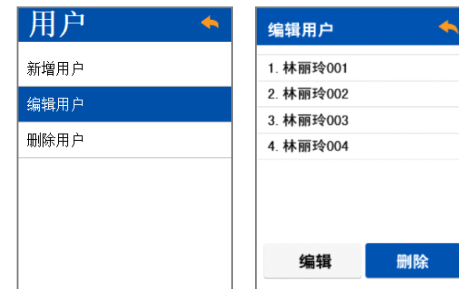 用户
新增用户
编辑用户
删除用户
编辑用户
1. 林丽玲001
2. 林丽玲002
3. 林丽玲003
4. 林丽玲004
编辑
删除